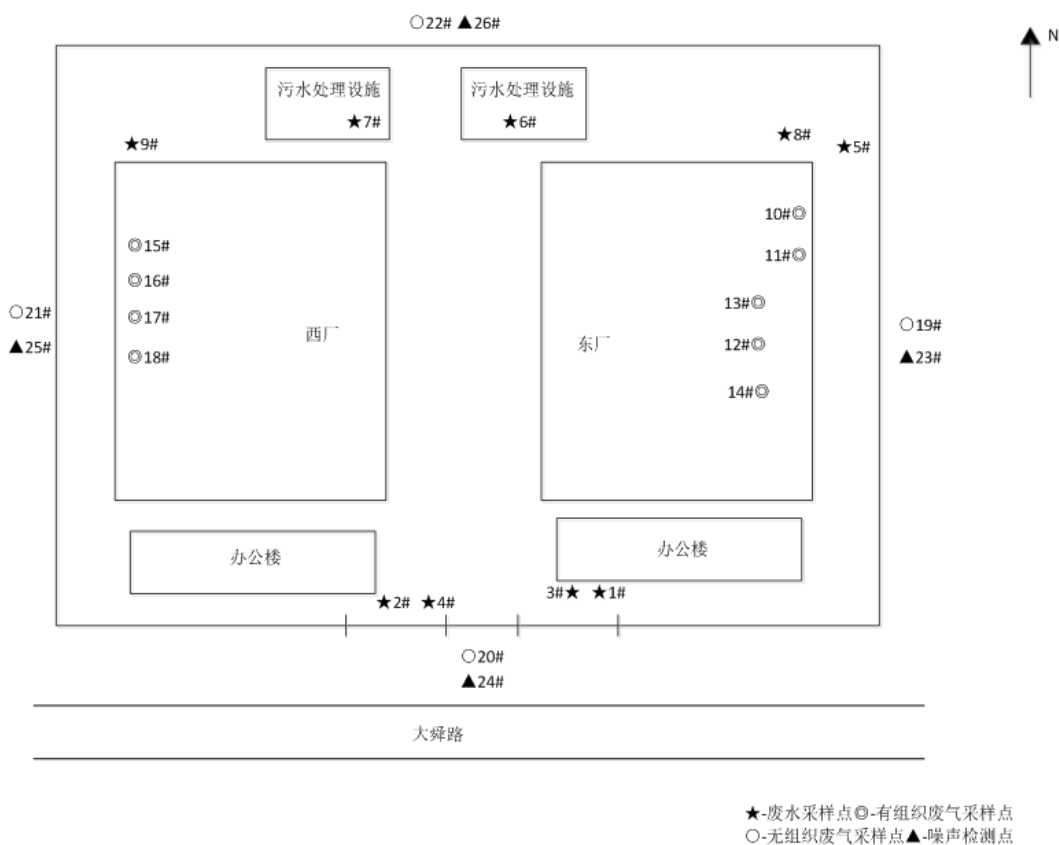 ○22# ▲26#
N
污水处理设施
★7#
污水处理设施
★6#
★9#
★8#
★5#
10#◎
11#◎
◎15#
◎16#
◎17#
◎18#
西厂
13#◎
12#◎
14#◎
东厂
○21#
▲25#
○19#
▲23#
办公楼
办公楼
★2# ★4#
3#★ ★1#
○20#
▲24#
大舜路
★-废水采样点◎-有组织废气采样点
○-无组织废气采样点▲-噪声检测点